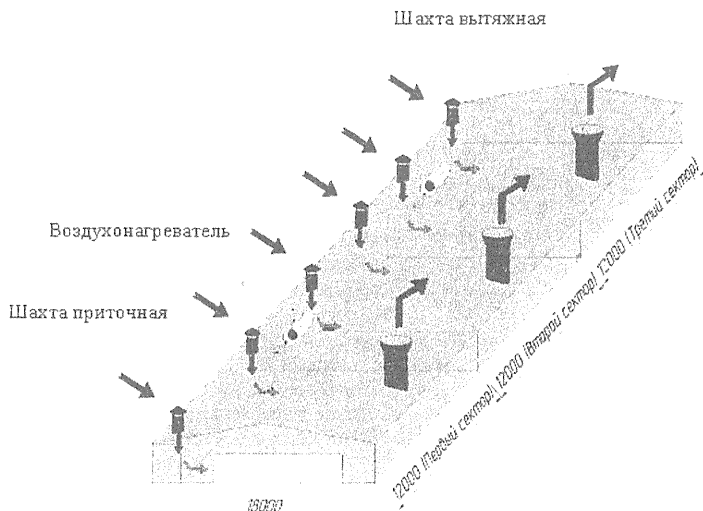 Шахта вытяжная
Воздухонагреватель
Шахта приточная
12000 (Третий сектор)
12000 (Второй сектор)
12000 (Первый сектор)
18000